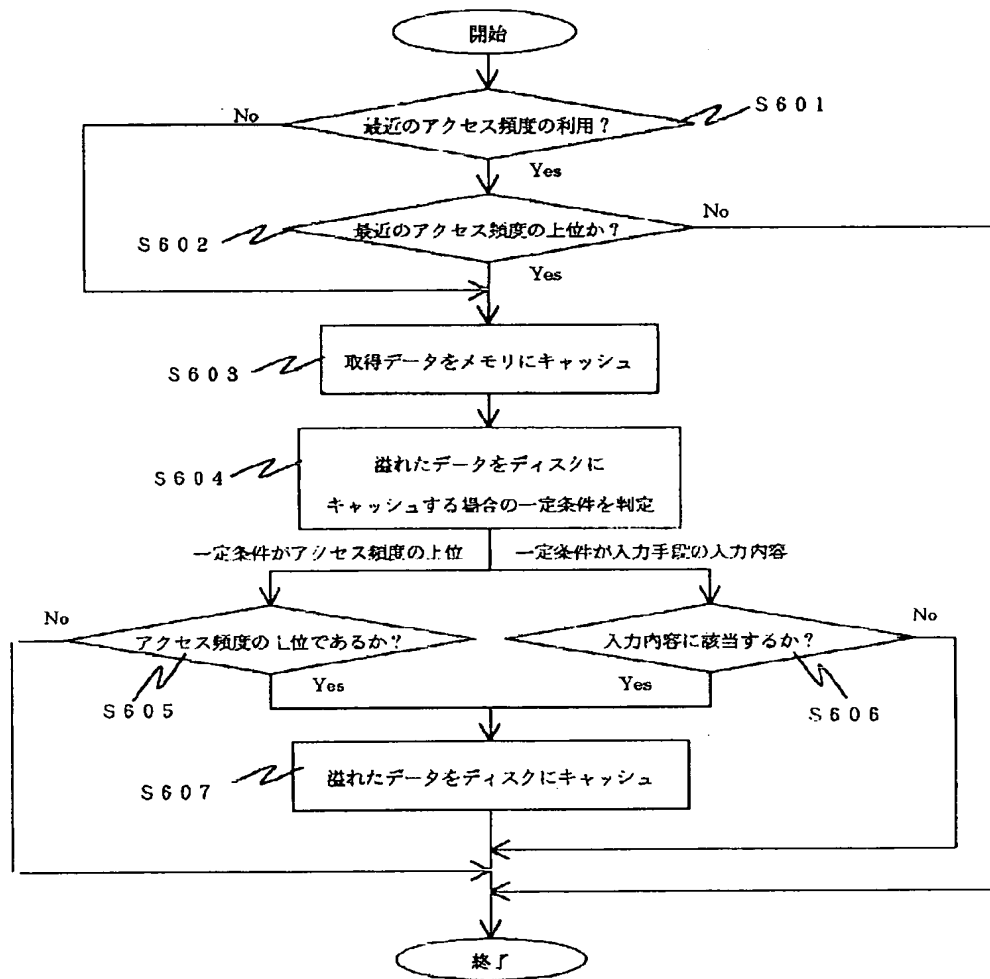 開始
No
最近のアクセス頻度の利用？
S601
Yes
最近のアクセス頻度の上位か？
No
S602
Yes
取得データをメモリにキャッシュ
S603
溢れたデータをディスクに
キャッシュする場合の一定条件を判定
S604
一定条件がアクセス頻度の上位
一定条件が入力手段の入力内容
No
アクセス頻度の上位であるか？
入力内容に該当するか？
No
Yes
Yes
S605
S606
溢れたデータをディスクにキャッシュ
S607
終了